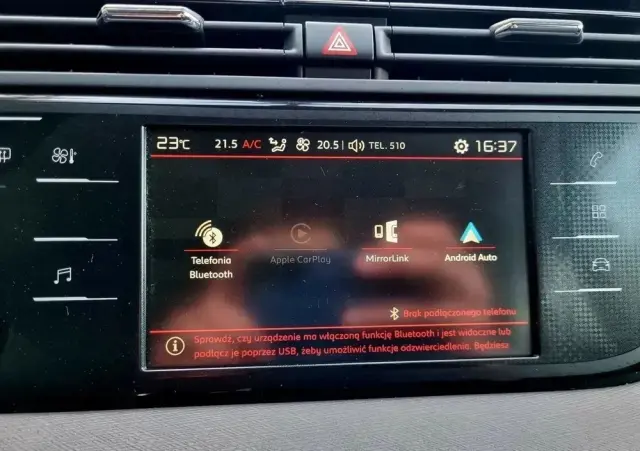 23°C 21.5 A/C 20.5 TEL. 510 16:37
Telefonia
Bluetooth
Apple CarPlay
MirrorLink
Android Auto
Brak podłączonego telefonu
Sprawdź, czy urządzenie ma włączoną funkcję Bluetooth i jest widoczne lub
podłącz je poprzez USB, żeby umożliwić funkcję odzwierciedlenia. Będziesz